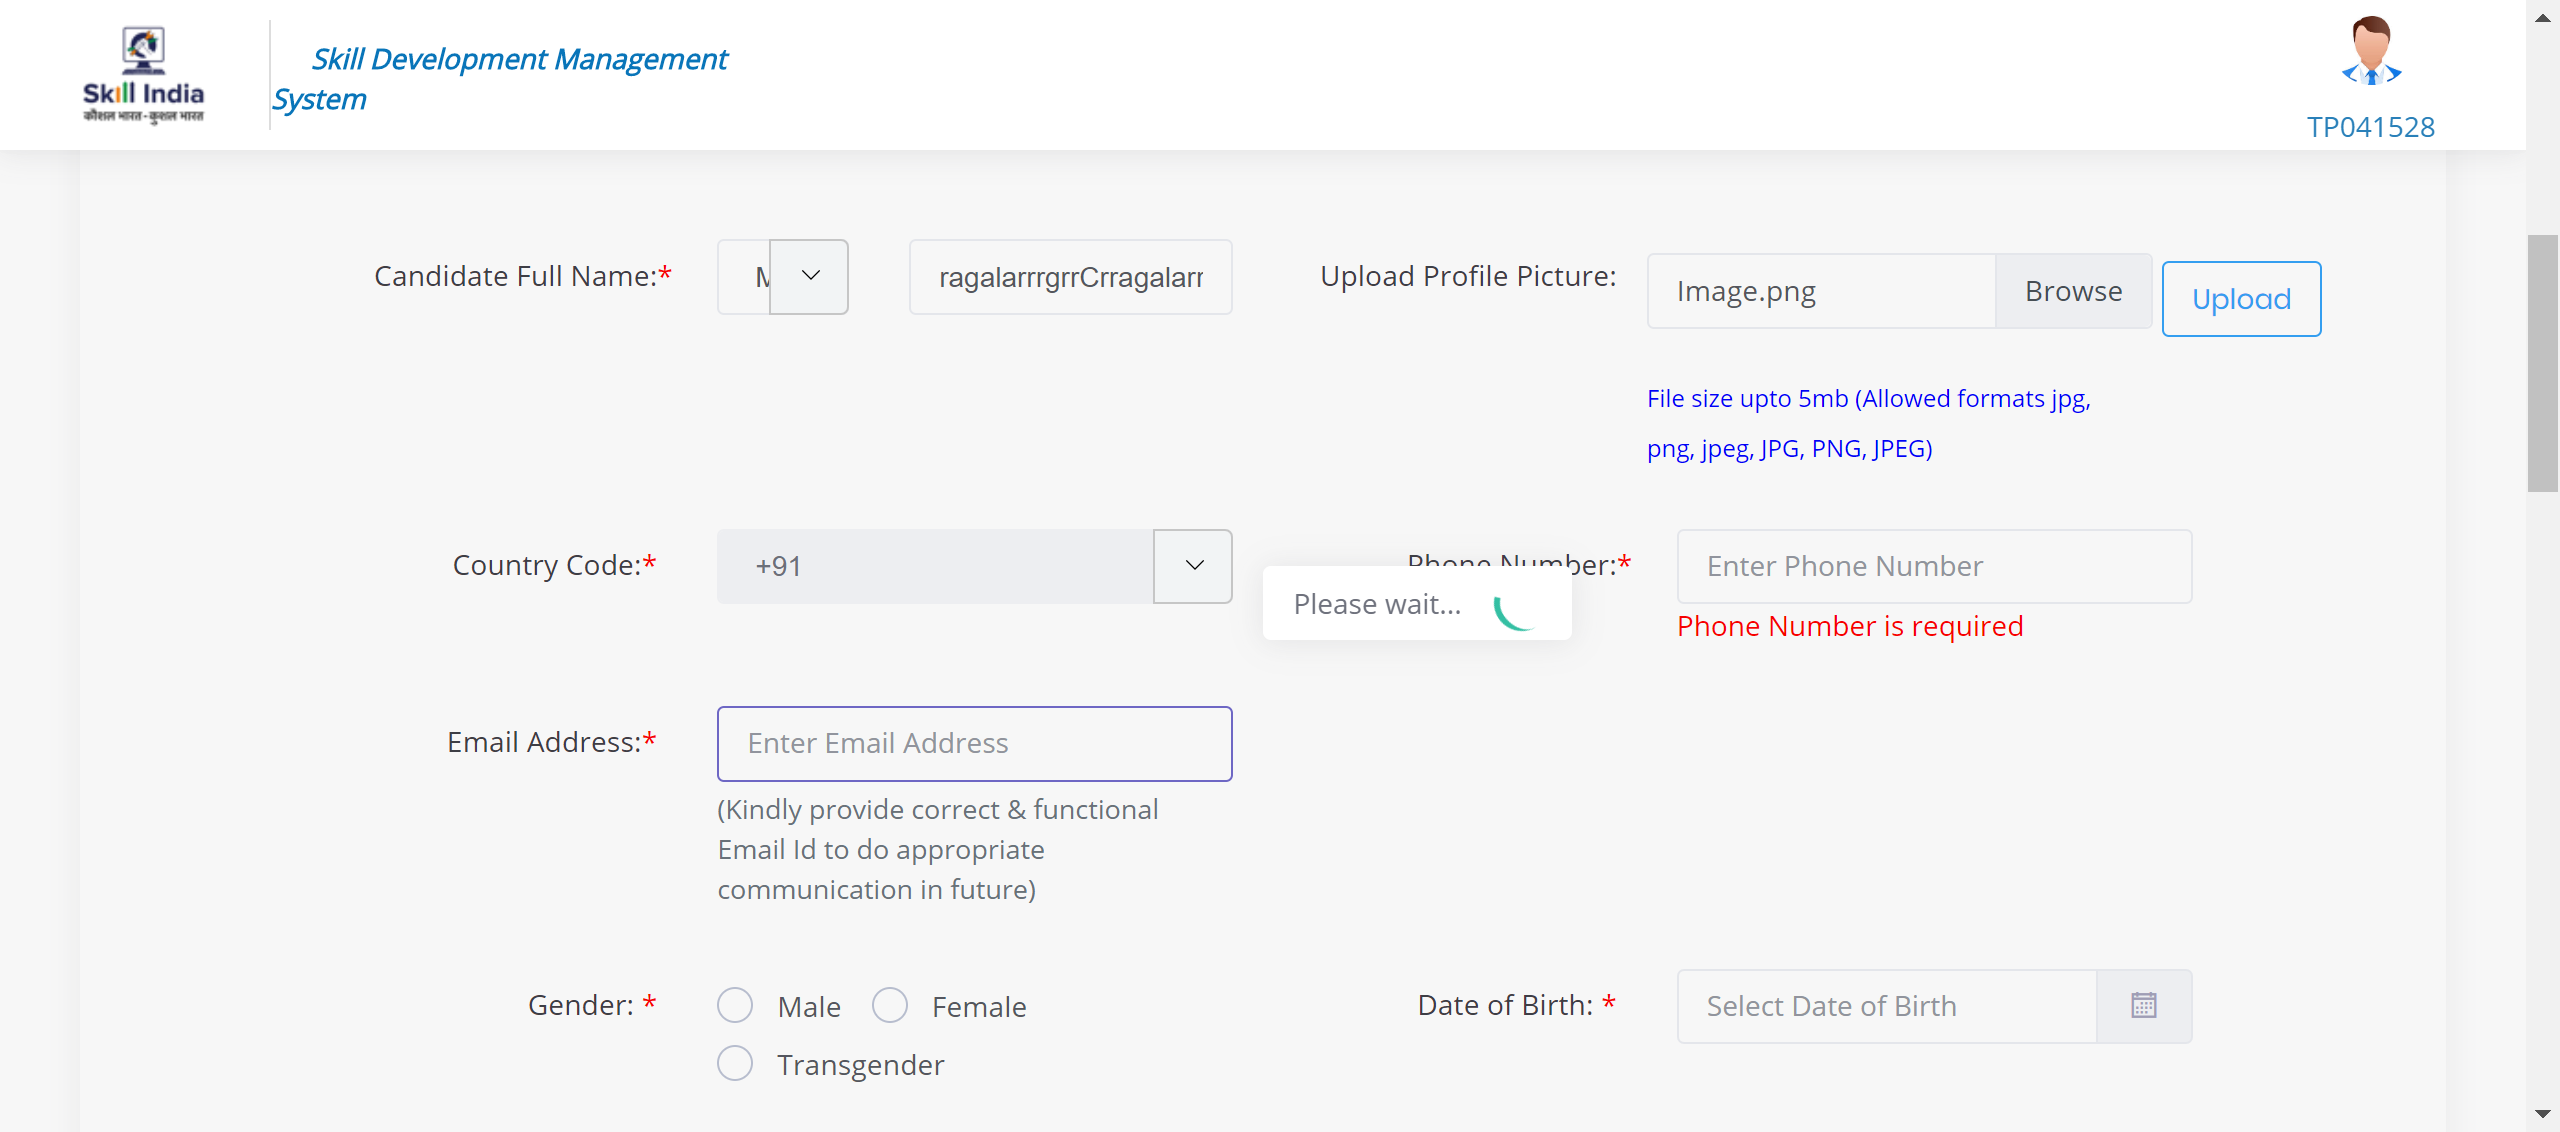 Skill India
कौशल भारत - कुशल भारत
Skill Development Management
System
TP041528
Candidate Full Name:*
ragalarrrgrrCrragalarr
Upload Profile Picture:
Image.png
Browse
Upload
File size upto 5mb (Allowed formats jpg,
png, jpeg, JPG, PNG, JPEG)
Country Code:*
+91
Phone Number:*
Enter Phone Number
Please wait...
Phone Number is required
Email Address:*
Enter Email Address
(Kindly provide correct & functional
Email Id to do appropriate
communication in future)
Gender: *
Male
Female
Transgender
Date of Birth: *
Select Date of Birth